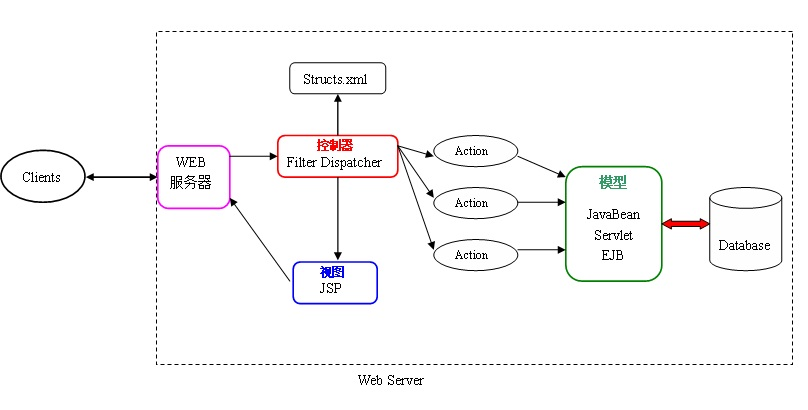 Structs.xml
控制器
Filter Dispatcher
WEB
服务器
Clients
Action
Action
Action
模型
JavaBean
Servlet
EJB
Database
视图
JSP
Web Server